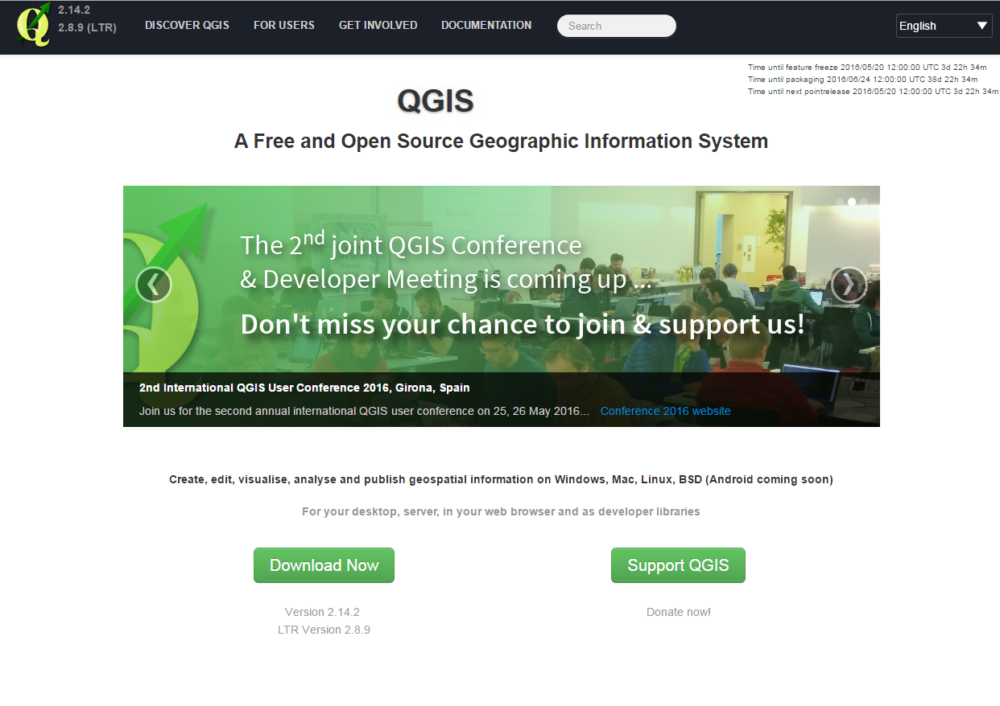 2.14.2
2.8.9 (LTR)
DISCOVER QGIS FOR USERS GET INVOLVED DOCUMENTATION Search English
Time until feature freeze 2016/05/20 12:00:00 UTC 3d 22h 34m
Time until packaging 2016/06/24 12:00:00 UTC 38d 22h 34m
Time until next pointrelease 2016/05/20 12:00:00 UTC 3d 22h 34m
QGIS
A Free and Open Source Geographic Information System
The 2nd joint QGIS Conference
& Developer Meeting is coming up ...
Don't miss your chance to join & support us!
2nd International QGIS User Conference 2016, Girona, Spain
Join us for the second annual international QGIS user conference on 25, 26 May 2016... Conference 2016 website
Create, edit, visualise, analyse and publish geospatial information on Windows, Mac, Linux, BSD (Android coming soon)
For your desktop, server, in your web browser and as developer libraries
Download Now
Support QGIS
Version 2.14.2
LTR Version 2.8.9
Donate now!